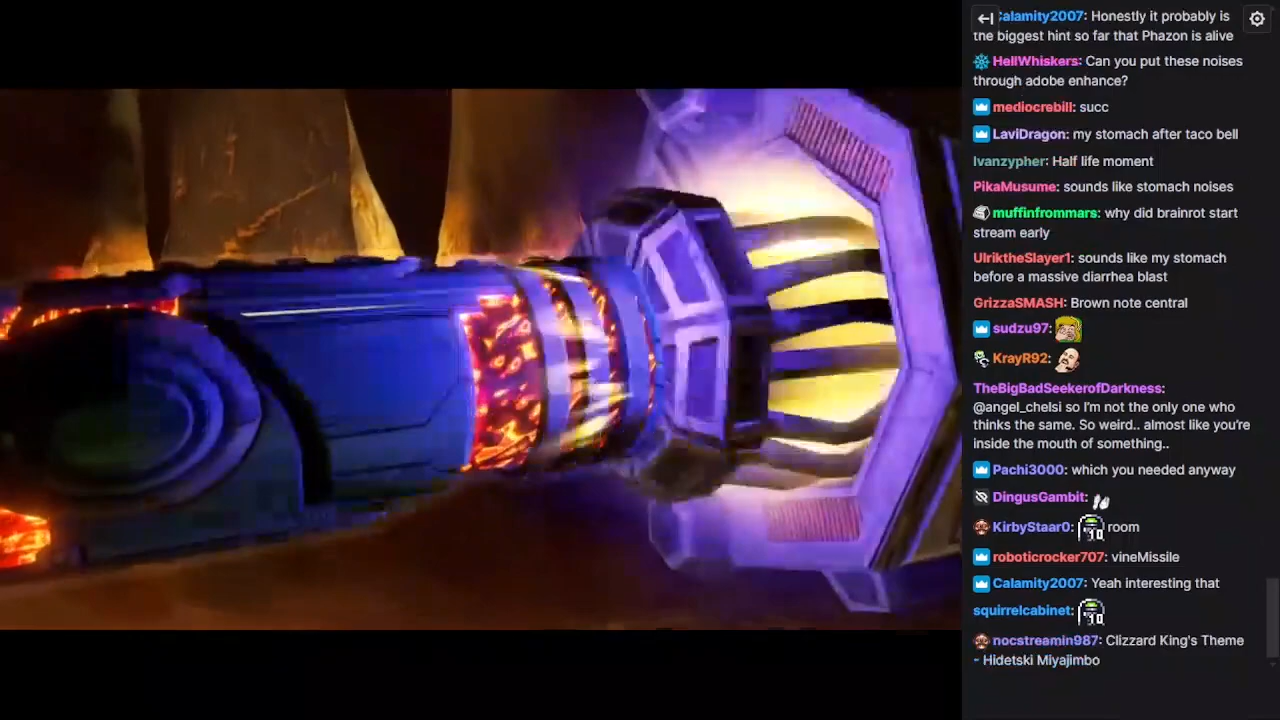 Calamity2007: Honestly it probably is
the biggest hint so far that Phazon is alive
HellWhiskers: Can you put these noises
through adobe enhance?
mediocrebill: succ
LaviDragon: my stomach after taco bell
Ivanzypher: Half life moment
PikaMusume: sounds like stomach noises
muffinfrommars: why did brainrot start
stream early
UlriktheSlayer1: sounds like my stomach
before a massive diarrhea blast
GrizzaSMASH: Brown note central
sudzu97:
KrayR92:
TheBigBadSeekerofDarkness:
@angel_chelsi so I'm not the only one who
thinks the same. So weird.. almost like you're
inside the mouth of something..
Pachi3000: which you needed anyway
DingusGambit:
KirbyStaar0: room
roboticrocker707: vineMissile
Calamity2007: Yeah interesting that
squirrelcabinet:
nocstreamin987: Clizzard King's Theme
- Hidetski Miyajimbo